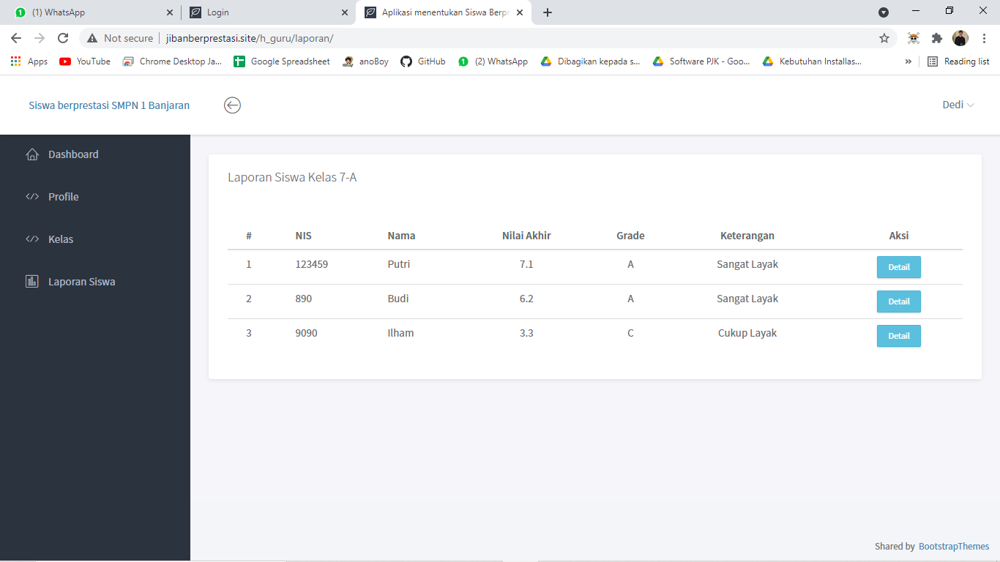 (1) WhatsApp
Login
Aplikasi menentukan Siswa Berpr
Not secure
jibanberprestasi.site/h_guru/laporan/
Apps
YouTube
Chrome Desktop Ja...
Google Spreadsheet
anoBoy
GitHub
(2) WhatsApp
Dibagikan kepada s...
Software PJK - Goo...
Kebutuhan Installas...
»
Reading list
Siswa berprestasi SMPN 1 Banjaran
Dedi
Dashboard
Profile
Kelas
Laporan Siswa
Laporan Siswa Kelas 7-A
# NIS Nama Nilai Akhir Grade Keterangan Aksi
1 123459 Putri 7.1 A Sangat Layak Detail
2 890 Budi 6.2 A Sangat Layak Detail
3 9090 Ilham 3.3 C Cukup Layak Detail
Shared by BootstrapThemes